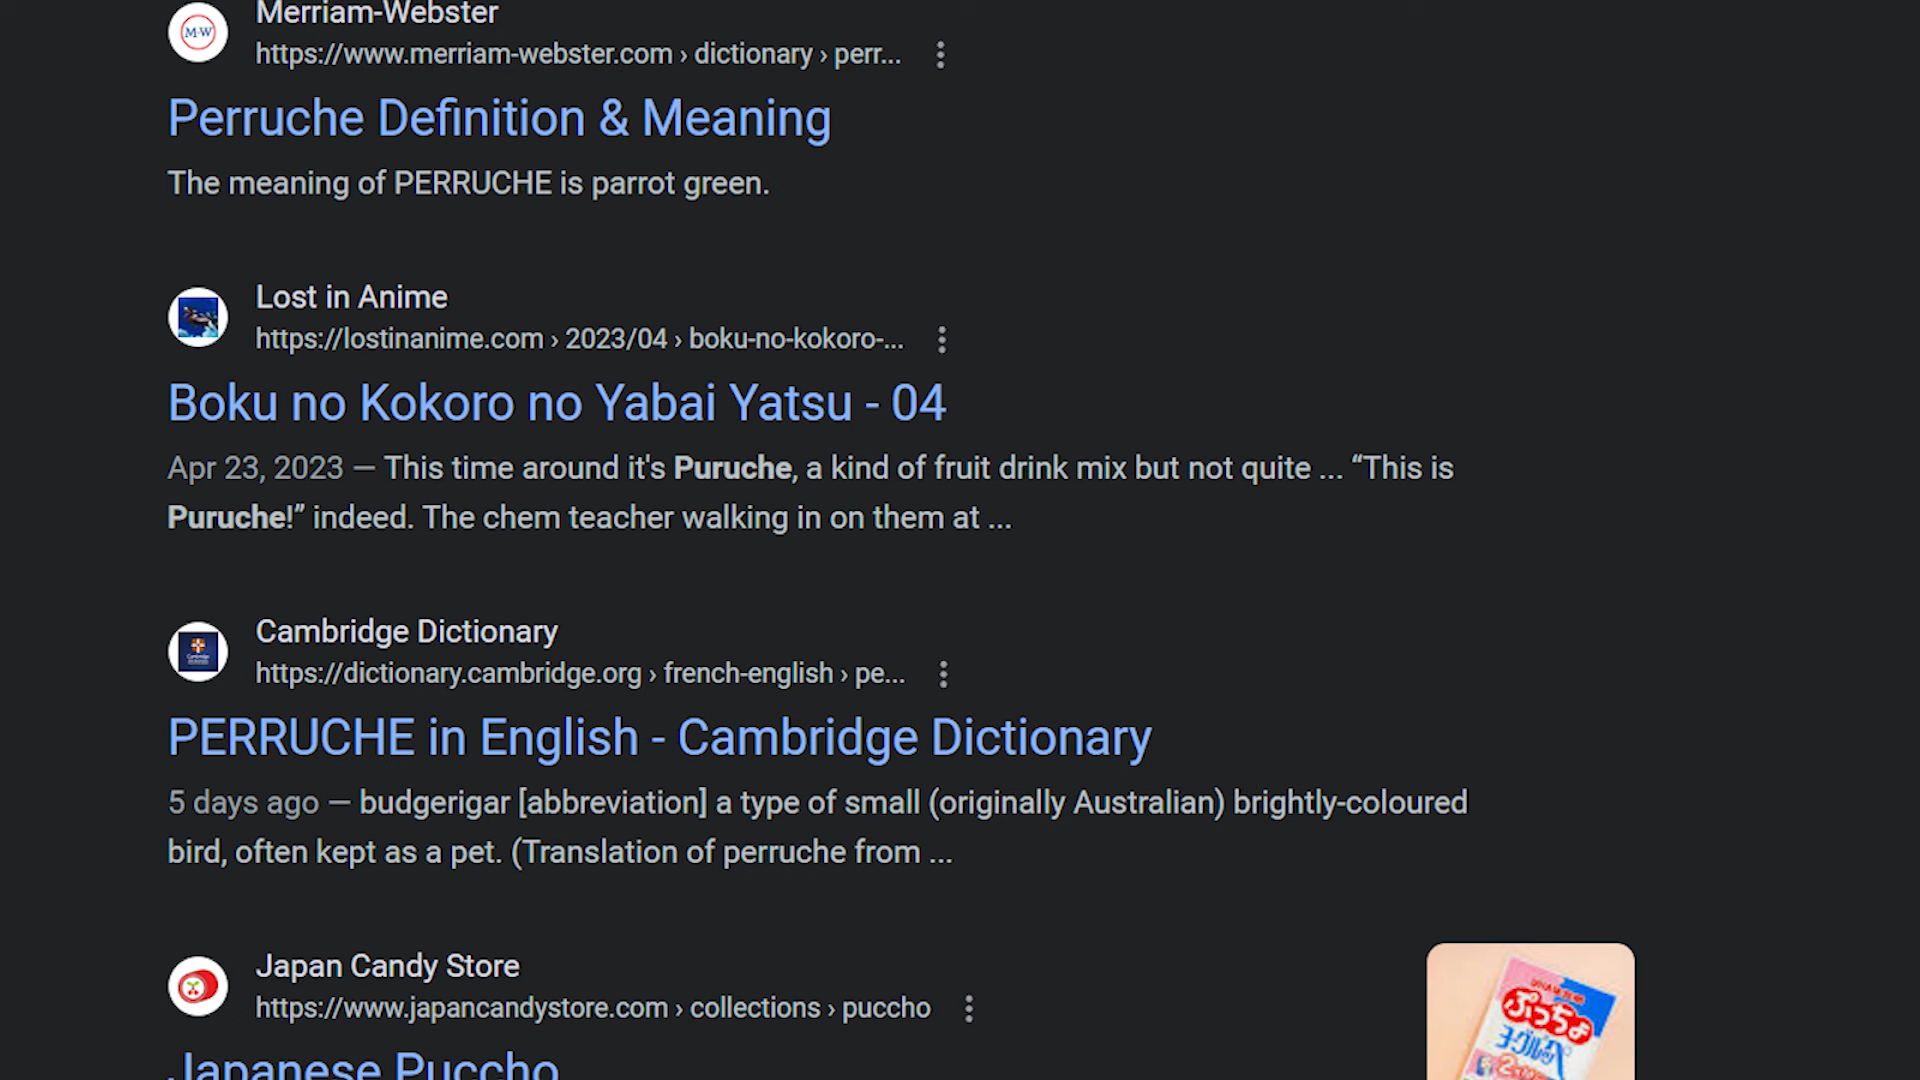 Merriam-Webster
M-W
https://www.merriam-webster.com › dictionary › perr...
Perruche Definition & Meaning
The meaning of PERRUCHE is parrot green.
Lost in Anime
https://lostinanime.com › 2023/04 › boku-no-kokoro-...
Boku no Kokoro no Yabai Yatsu - 04
Apr 23, 2023 — This time around it's Puruche, a kind of fruit drink mix but not quite ... “This is
Puruche!” indeed. The chem teacher walking in on them at ...
Cambridge Dictionary
https://dictionary.cambridge.org › french-english › pe...
PERRUCHE in English - Cambridge Dictionary
5 days ago — budgerigar [abbreviation] a type of small (originally Australian) brightly-coloured
bird, often kept as a pet. (Translation of perruche from ...
Japan Candy Store
https://www.japancandystore.com › collections › puccho
Japanese Puccho
ぷっちょ